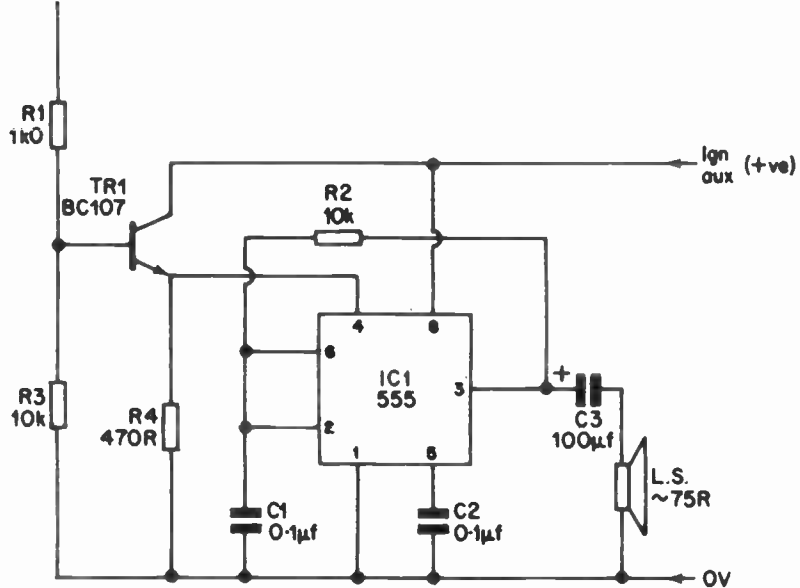 R1
1k0
TR1
BC107
Ign
aux (+ve)
R2
10k
4
8
6
IC1
555
3
+
2
1
5
R3
10k
R4
470R
C3
100µf
C1
0·1µf
C2
0·1µf
L.S.
~75R
0V